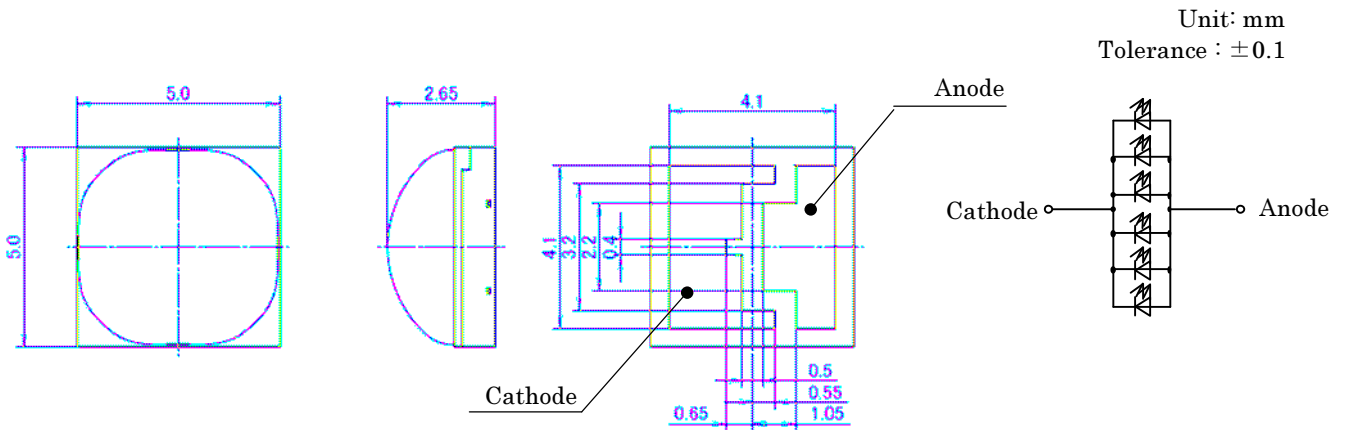 Unit: mm
Tolerance : ±0.1
5.0
2.65
4.1
Anode
5.0
4.1
3.2
2.2
0.4
Cathode
Anode
0.5
0.55
0.65
1.05
Cathode